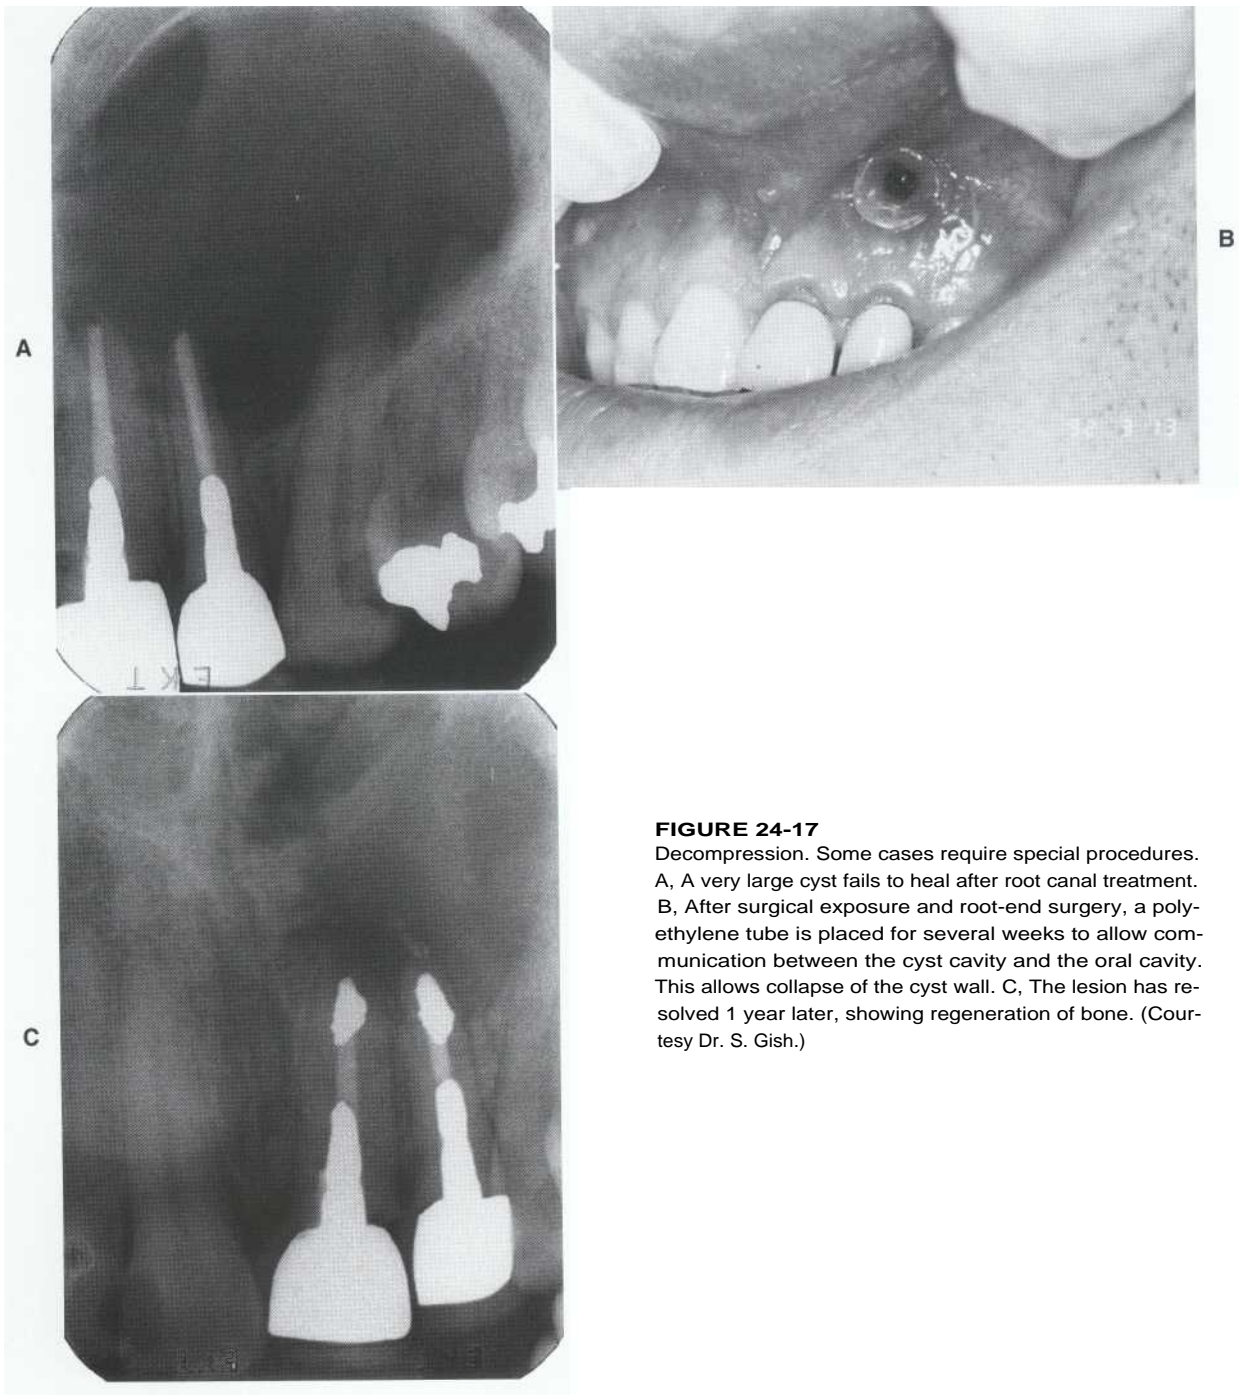 A
B
C
FIGURE 24-17
Decompression. Some cases require special procedures.
A, A very large cyst fails to heal after root canal treatment.
B, After surgical exposure and root-end surgery, a poly-
ethylene tube is placed for several weeks to allow com-
munication between the cyst cavity and the oral cavity.
This allows collapse of the cyst wall. C, The lesion has re-
solved 1 year later, showing regeneration of bone. (Cour-
tesy Dr. S. Gish.)